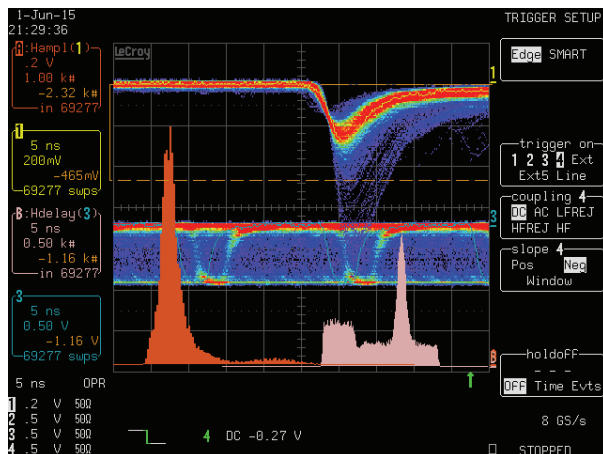 1-Jun-15
21:29:36
A:Hampl(1)
.2 V
1.00 k#
-2.32 k#
in 69277
1
5 ns
200mV
-465mV
69277 swps
B:Hdelay(3)
5 ns
0.50 k#
-1.16 k#
in 69277
3
5 ns
0.50 V
-1.16 V
69277 swps
5 ns OPR
1 .2 V 50Ω
2 .5 V 50Ω
3 .5 V 50Ω
4 .5 V 50Ω
LeCroy
1
3
B
4 DC -0.27 V
TRIGGER SETUP
Edge SMART
trigger on
1 2 3 4 Ext
Ext5 Line
coupling 4
DC AC LFREJ
HFREJ HF
slope 4
Pos Neg
Window
holdoff
- - -
OFF Time Evts
8 GS/s
STOPPED